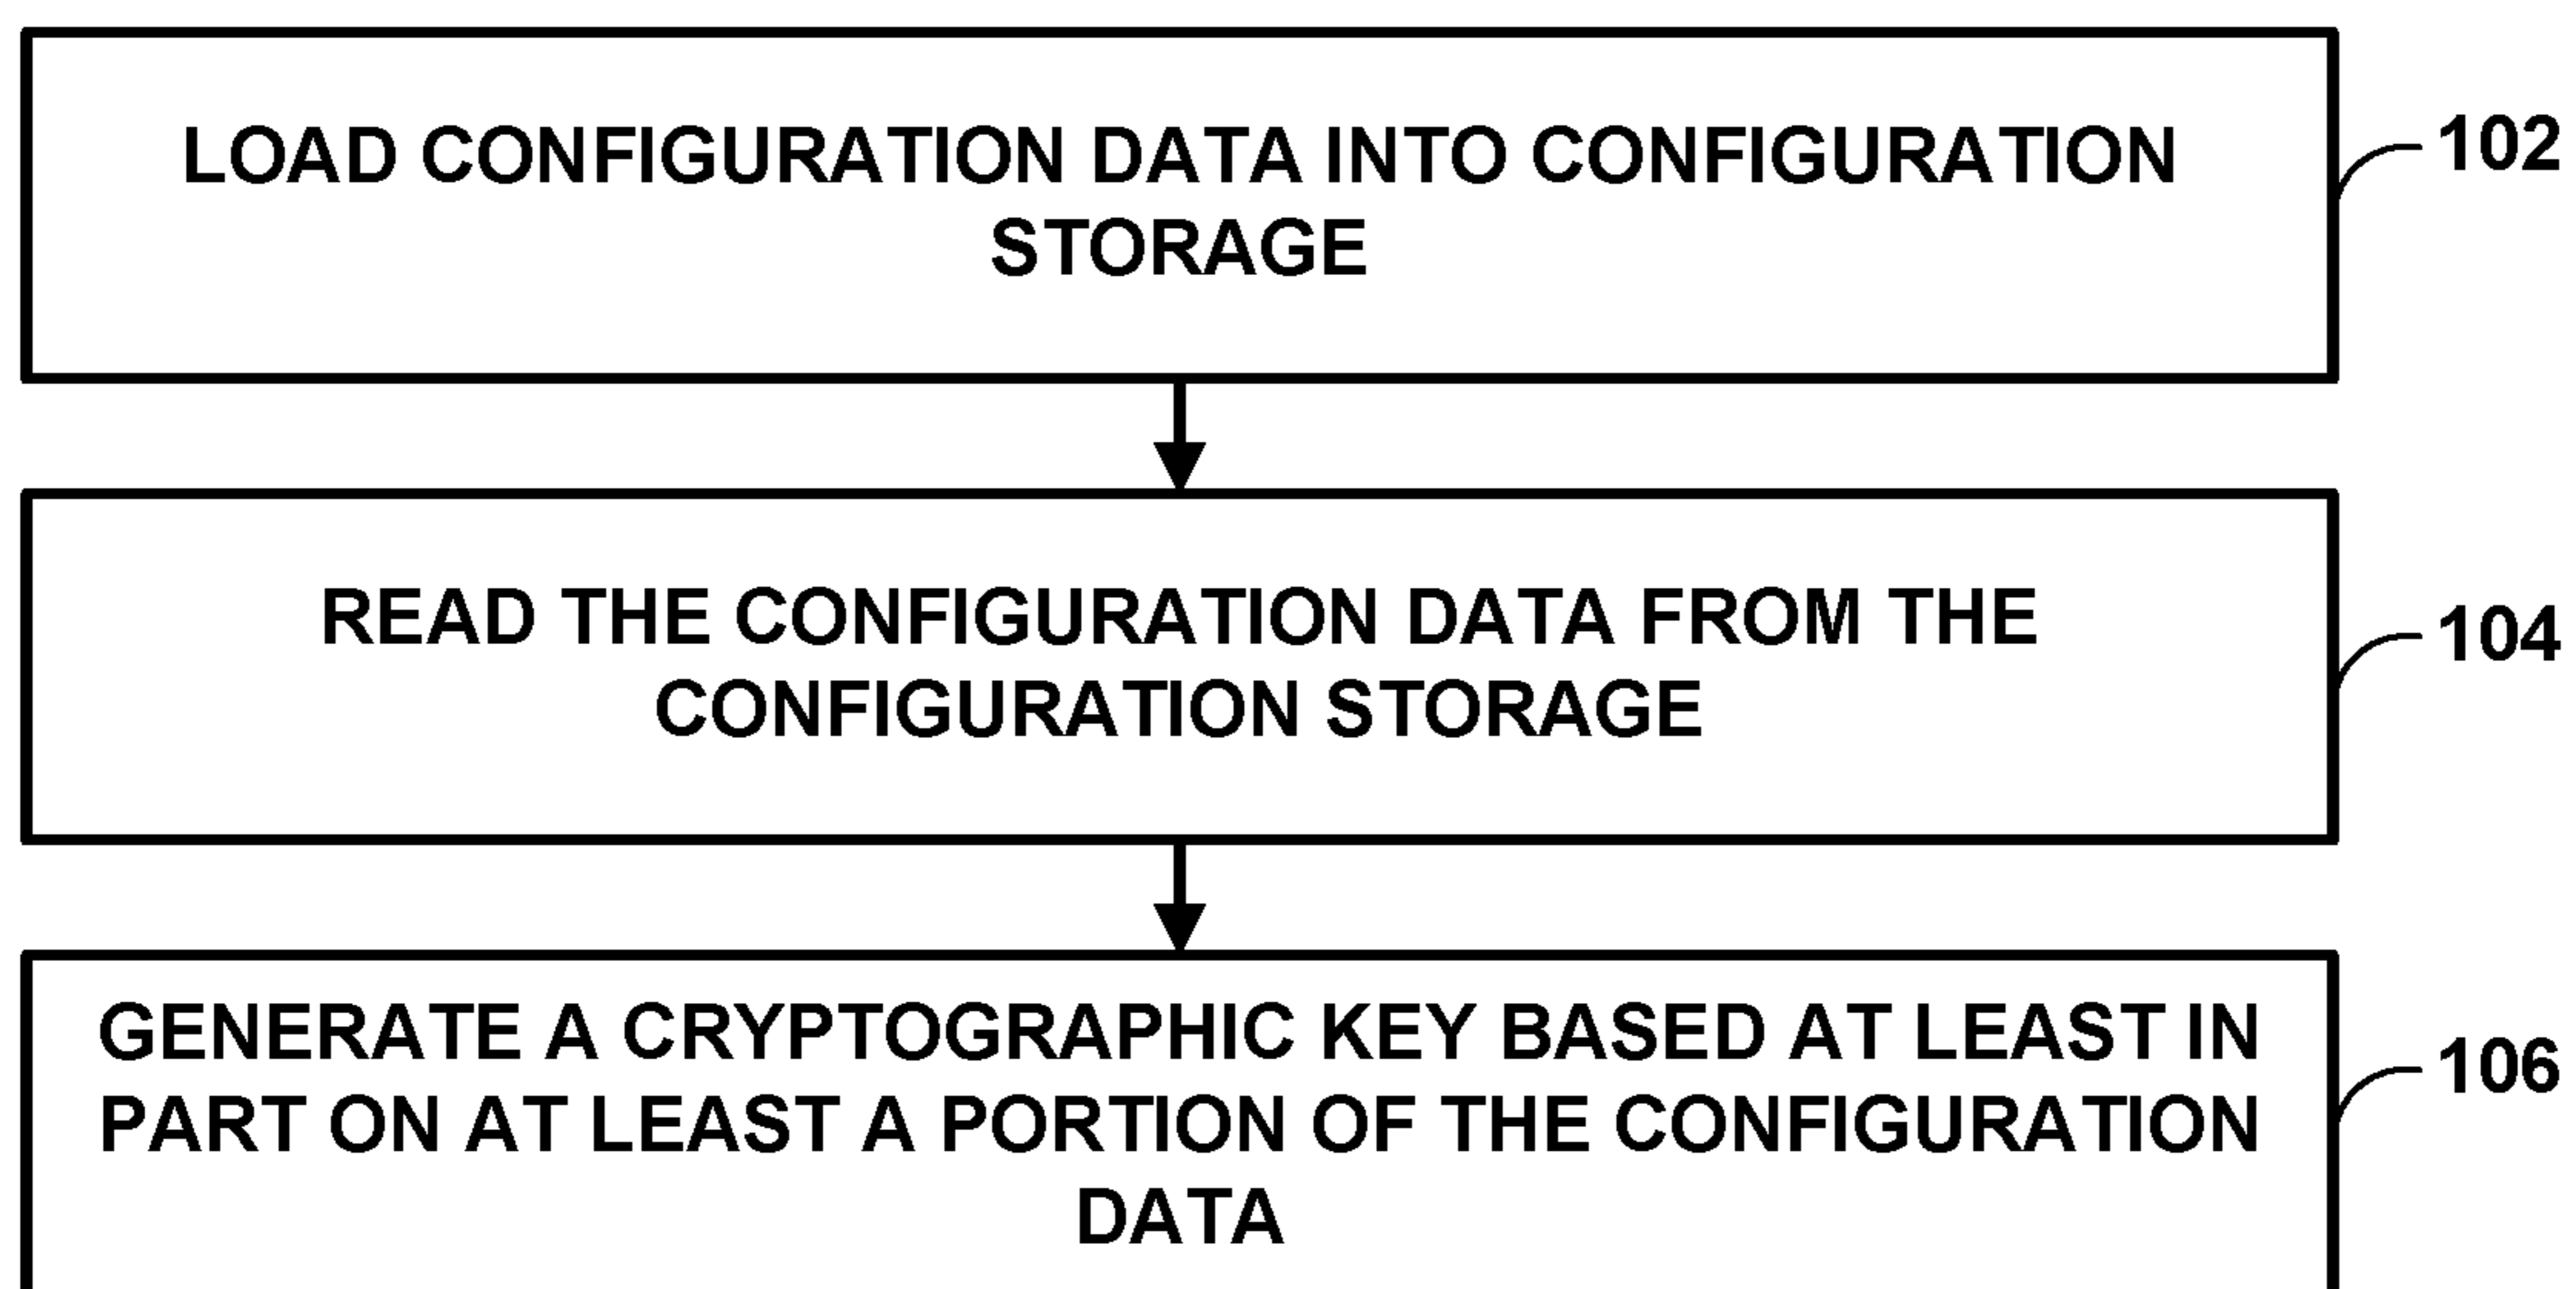 LOAD CONFIGURATION DATA INTO CONFIGURATION
STORAGE
102
READ THE CONFIGURATION DATA FROM THE
CONFIGURATION STORAGE
104
GENERATE A CRYPTOGRAPHIC KEY BASED AT LEAST IN
PART ON AT LEAST A PORTION OF THE CONFIGURATION
DATA
106